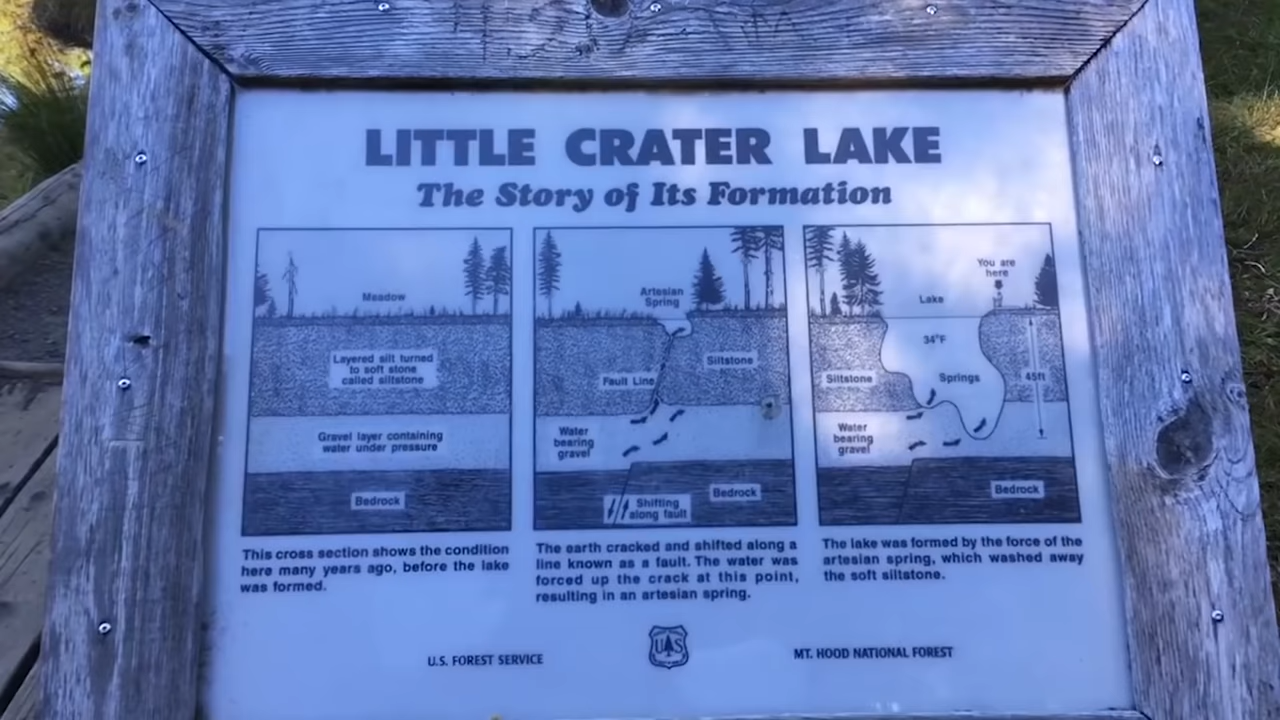 LITTLE CRATER LAKE
The Story of Its Formation
Meadow
Layered silt turned
to soft stone
called siltstone
Gravel layer containing
water under pressure
Bedrock
This cross section shows the condition
here many years ago, before the lake
was formed.
Artesian
Spring
Siltstone
Fault Line
Water
bearing
gravel
Bedrock
Shifting
along fault
The earth cracked and shifted along a
line known as a fault. The water was
forced up the crack at this point,
resulting in an artesian spring.
You are
here
Lake
34°F
Siltstone
Springs
45ft
Water
bearing
gravel
Bedrock
The lake was formed by the force of the
artesian spring, which washed away
the soft siltstone.
U.S. FOREST SERVICE
U S
MT. HOOD NATIONAL FOREST